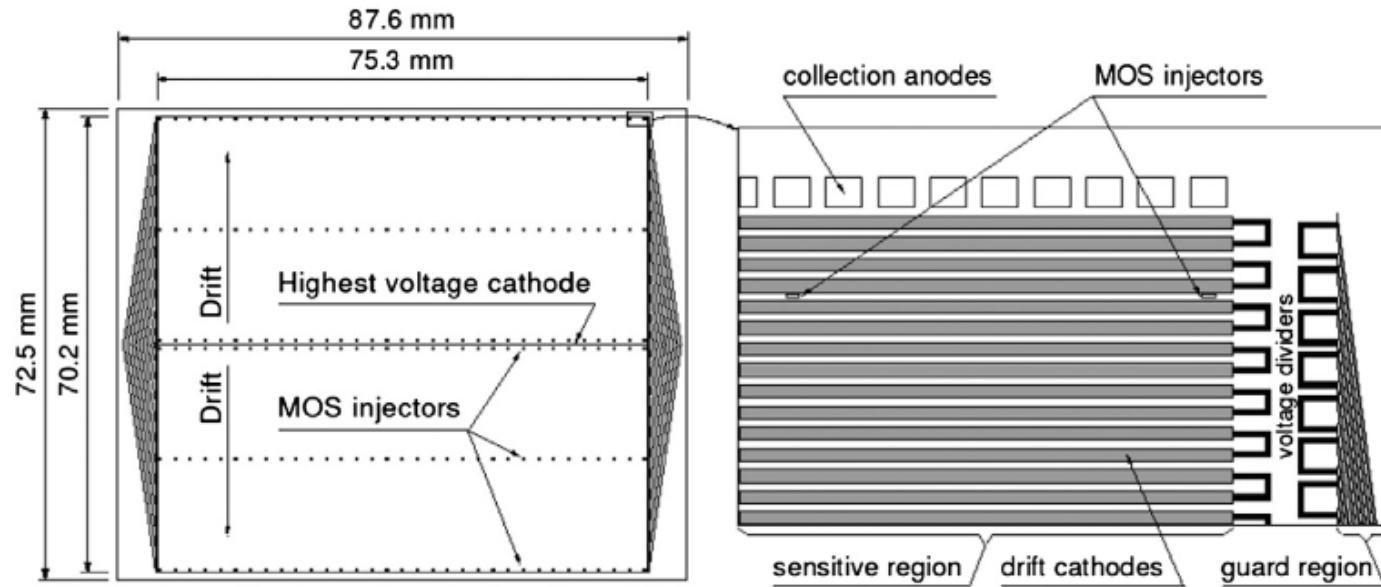 87.6 mm
75.3 mm
72.5 mm
70.2 mm
Drift
Highest voltage cathode
Drift
MOS injectors
collection anodes
MOS injectors
voltage dividers
sensitive region
drift cathodes
guard region